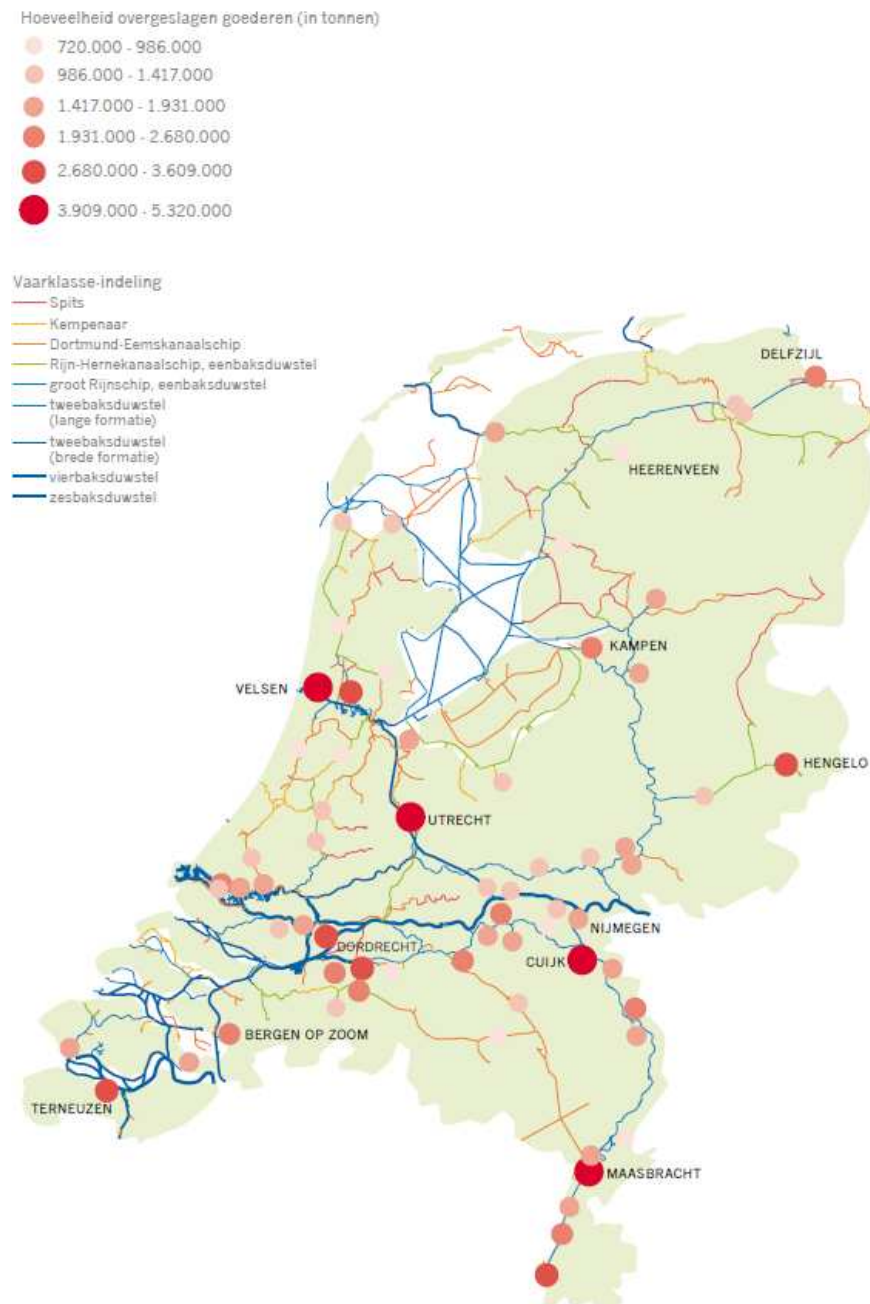 Hoeveelheid overgeslagen goederen (in tonnen)
720.000 - 986.000
986.000 - 1.417.000
1.417.000 - 1.931.000
1.931.000 - 2.680.000
2.680.000 - 3.609.000
3.909.000 - 5.320.000
Vaarklasse-indeling
Spits
Kempenaar
Dortmund-Eemskanaalschip
Rijn-Hernekanaalschip, eenbaksduwstel
groot Rijnschip, eenbaksduwstel
tweebaksduwstel
(lange formatie)
tweebaksduwstel
(brede formatie)
vierbaksduwstel
zesbaksduwstel
DELFZIJL
HEERENVEEN
KAMPEN
VELSEN
HENGELO
UTRECHT
NIJMEGEN
DORDRECHT
CUIJK
BERGEN OP ZOOM
TERNEUZEN
MAASBRACHT